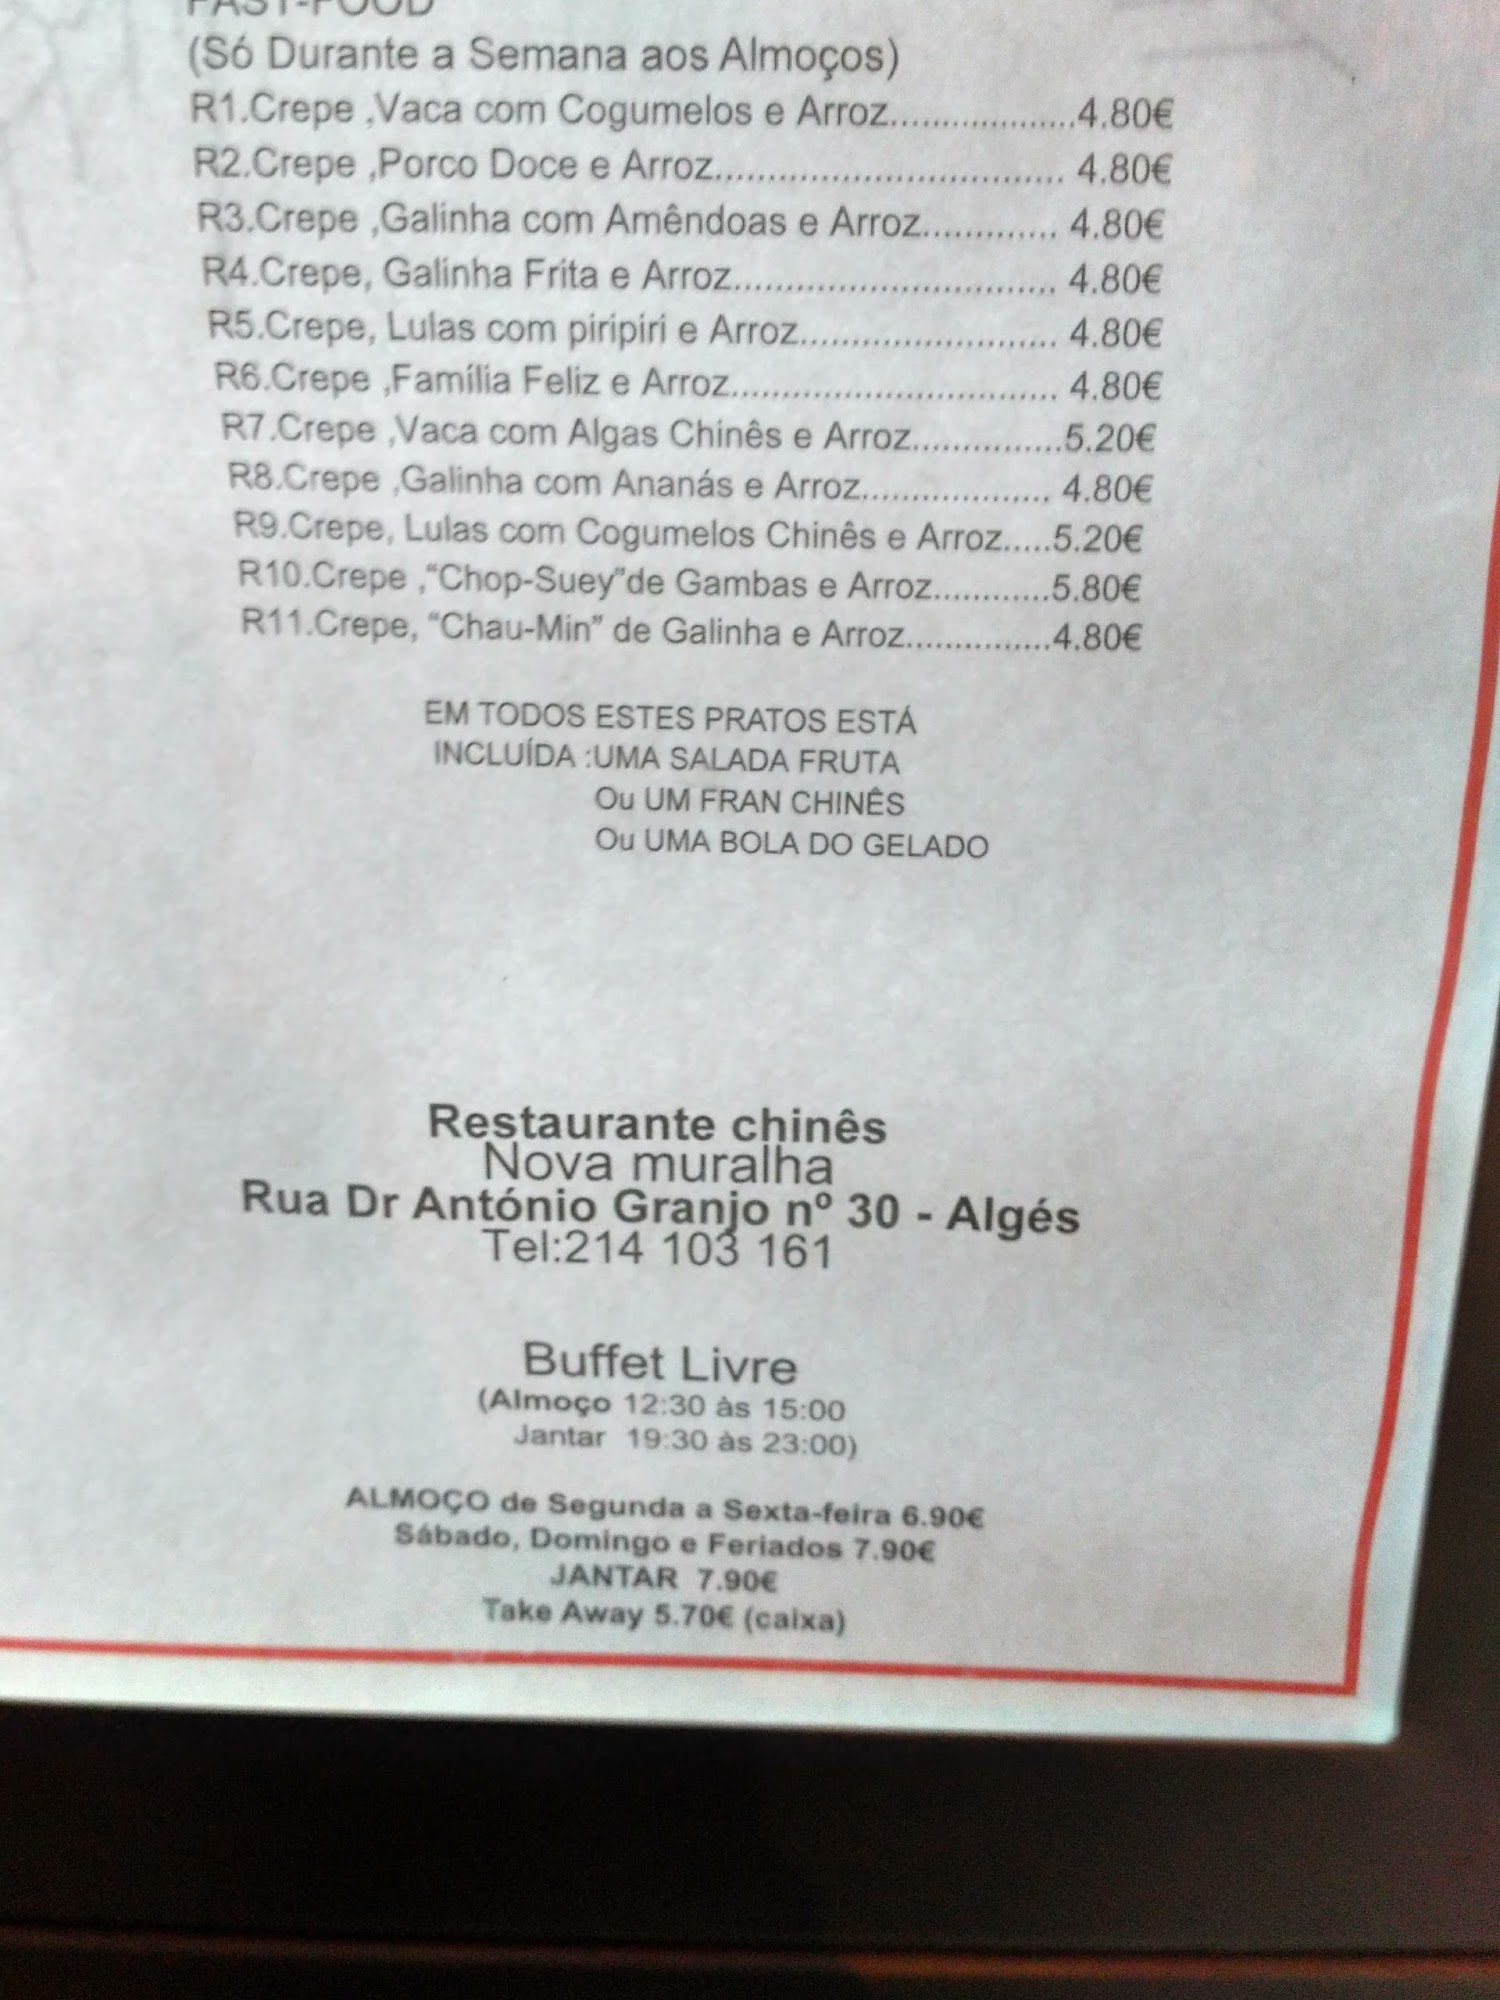 FAST-FOOD
(Só Durante a Semana aos Almoços)
R1.Crepe ,Vaca com Cogumelos e Arroz...................4.80€
R2.Crepe ,Porco Doce e Arroz.................................. 4.80€
R3.Crepe ,Galinha com Amêndoas e Arroz............. 4.80€
R4.Crepe, Galinha Frita e Arroz................................ 4.80€
R5.Crepe, Lulas com piripiri e Arroz.......................... 4.80€
R6.Crepe ,Família Feliz e Arroz................................. 4.80€
R7.Crepe ,Vaca com Algas Chinês e Arroz...............5.20€
R8.Crepe ,Galinha com Ananás e Arroz................... 4.80€
R9.Crepe, Lulas com Cogumelos Chinês e Arroz.....5.20€
R10.Crepe ,“Chop-Suey”de Gambas e Arroz............5.80€
R11.Crepe, “Chau-Min” de Galinha e Arroz...............4.80€
EM TODOS ESTES PRATOS ESTÁ
INCLUÍDA :UMA SALADA FRUTA
Ou UM FRAN CHINÊS
Ou UMA BOLA DO GELADO
Restaurante chinês
Nova muralha
Rua Dr António Granjo nº 30 - Algés
Tel:214 103 161
Buffet Livre
(Almoço 12:30 às 15:00
Jantar 19:30 às 23:00)
ALMOÇO de Segunda a Sexta-feira 6.90€
Sábado, Domingo e Feriados 7.90€
JANTAR 7.90€
Take Away 5.70€ (caixa)